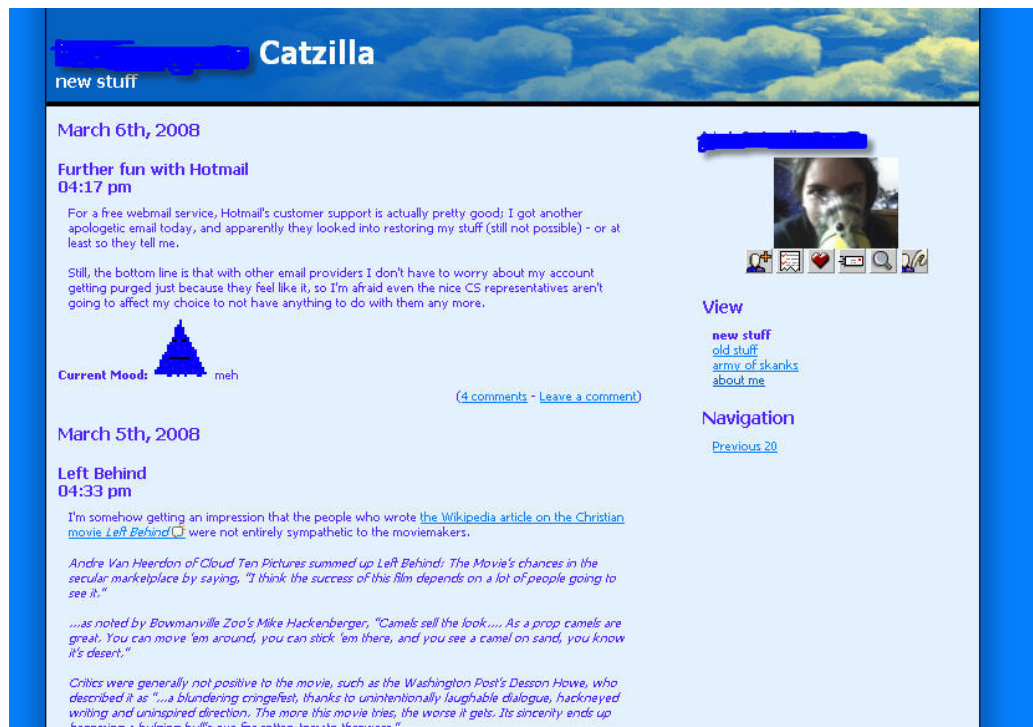 Catzilla
new stuff
March 6th, 2008
Further fun with Hotmail
04:17 pm
For a free webmail service, Hotmail's customer support is actually pretty good; I got another
apologetic email today, and apparently they looked into restoring my stuff (still not possible) - or at
least so they tell me.
Still, the bottom line is that with other email providers I don't have to worry about my account
getting purged just because they feel like it, so I'm afraid even the nice CS representatives aren't
going to affect my choice to not have anything to do with them any more.
Current Mood: meh
(4 comments - Leave a comment)
March 5th, 2008
Left Behind
04:33 pm
I'm somehow getting an impression that the people who wrote the Wikipedia article on the Christian
movie Left Behind were not entirely sympathetic to the moviemakers.
Andre Van Heerdon of Cloud Ten Pictures summed up Left Behind: The Movie's chances in the
secular marketplace by saying, "I think the success of this film depends on a lot of people going to
see it."
...as noted by Bowmanville Zoo's Mike Hackenberger, "Camels sell the look.... As a prop camels are
great. You can move 'em around, you can stick 'em there, and you see a camel on sand, you know
it's desert."
Critics were generally not positive to the movie, such as the Washington Post's Desson Howe, who
described it as "...a blundering cringefest, thanks to unintentionally laughable dialogue, hackneyed
writing and uninspired direction. The more this movie tries, the worse it gets. Its sincerity ends up
View
new stuff
old stuff
army of skanks
about me
Navigation
Previous 20